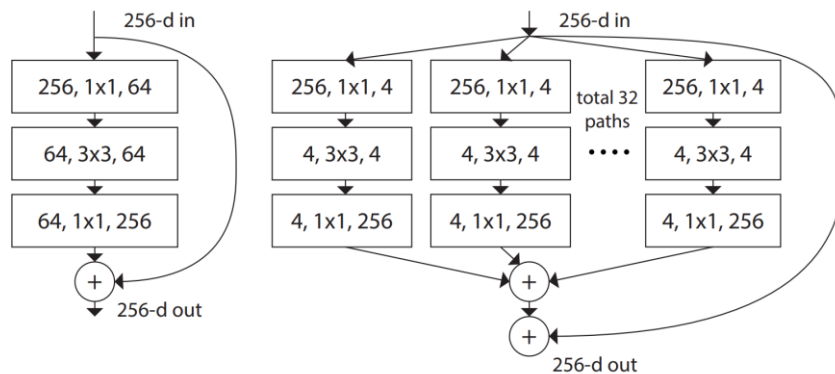 256-d in
256, 1x1, 64
64, 3x3, 64
64, 1x1, 256
+
256-d out
256-d in
256, 1x1, 4
256, 1x1, 4
total 32
paths
....
256, 1x1, 4
4, 3x3, 4
4, 3x3, 4
4, 3x3, 4
4, 1x1, 256
4, 1x1, 256
4, 1x1, 256
+
+
256-d out